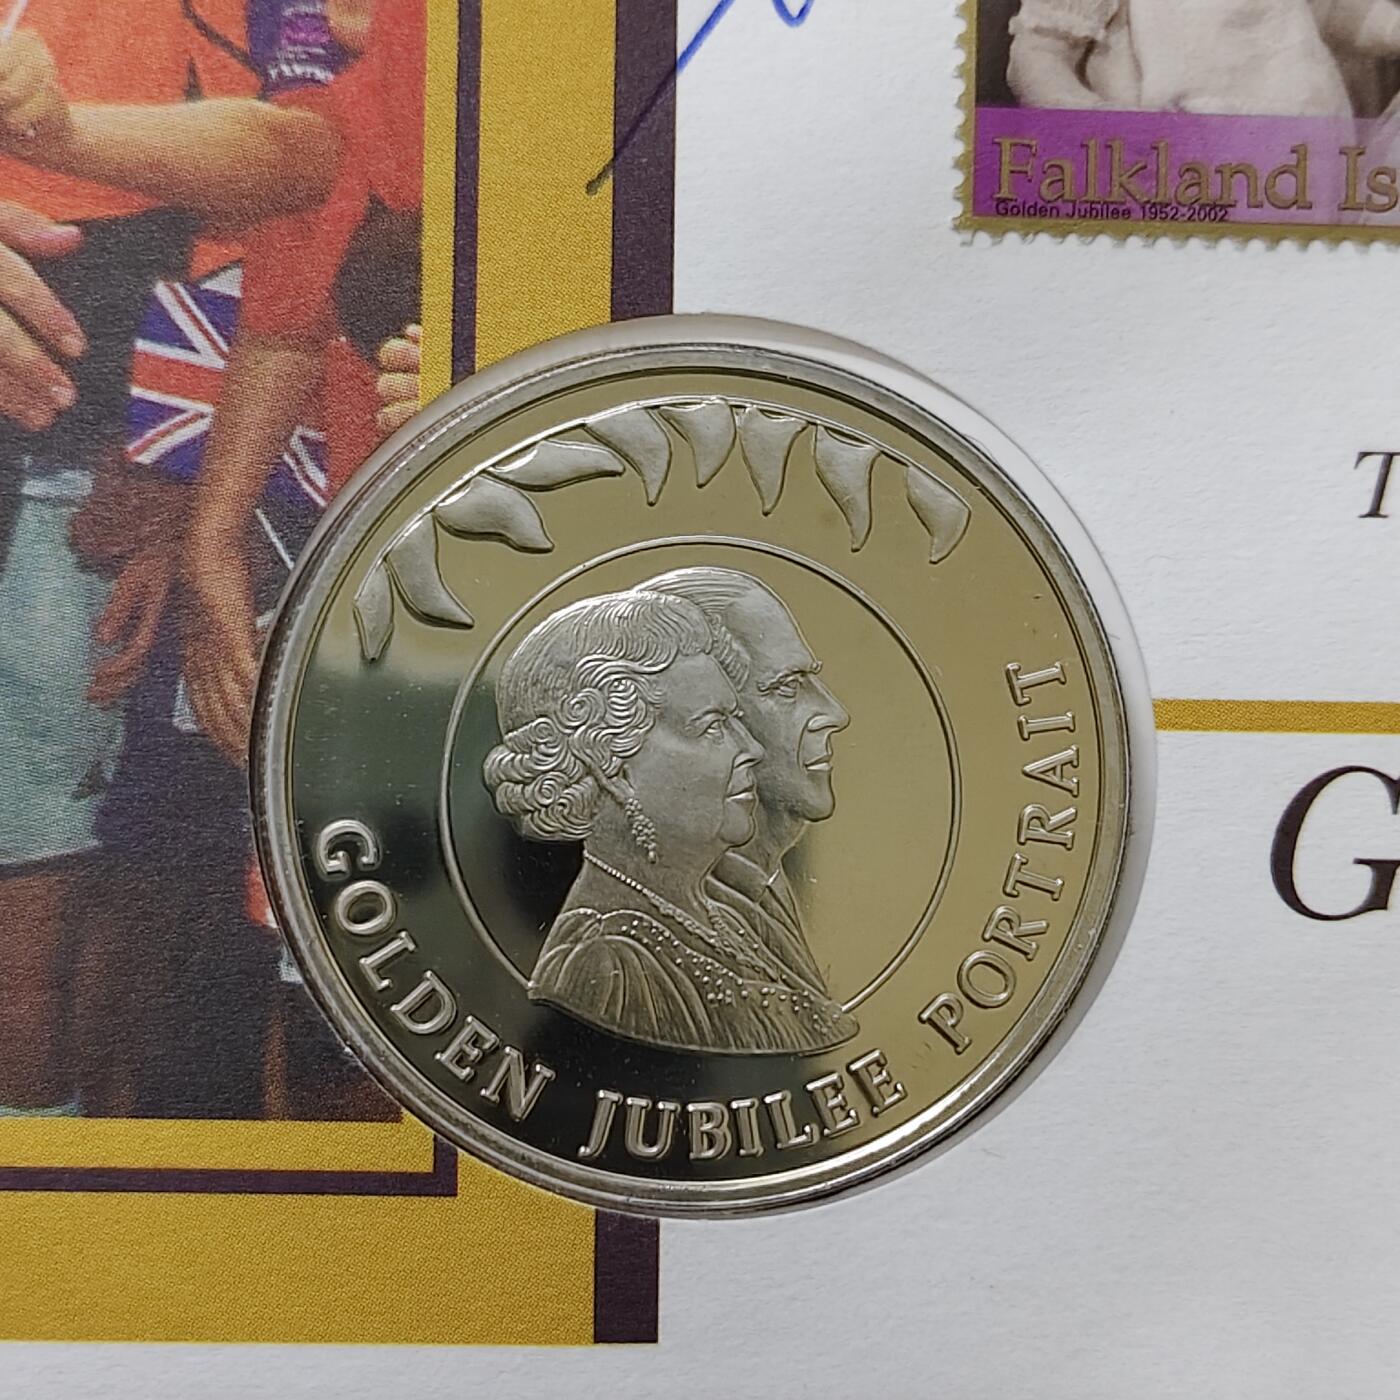 Falkland Is
Golden Jubilee 1952-2002
T
G
GOLDEN JUBILEE PORTRAIT